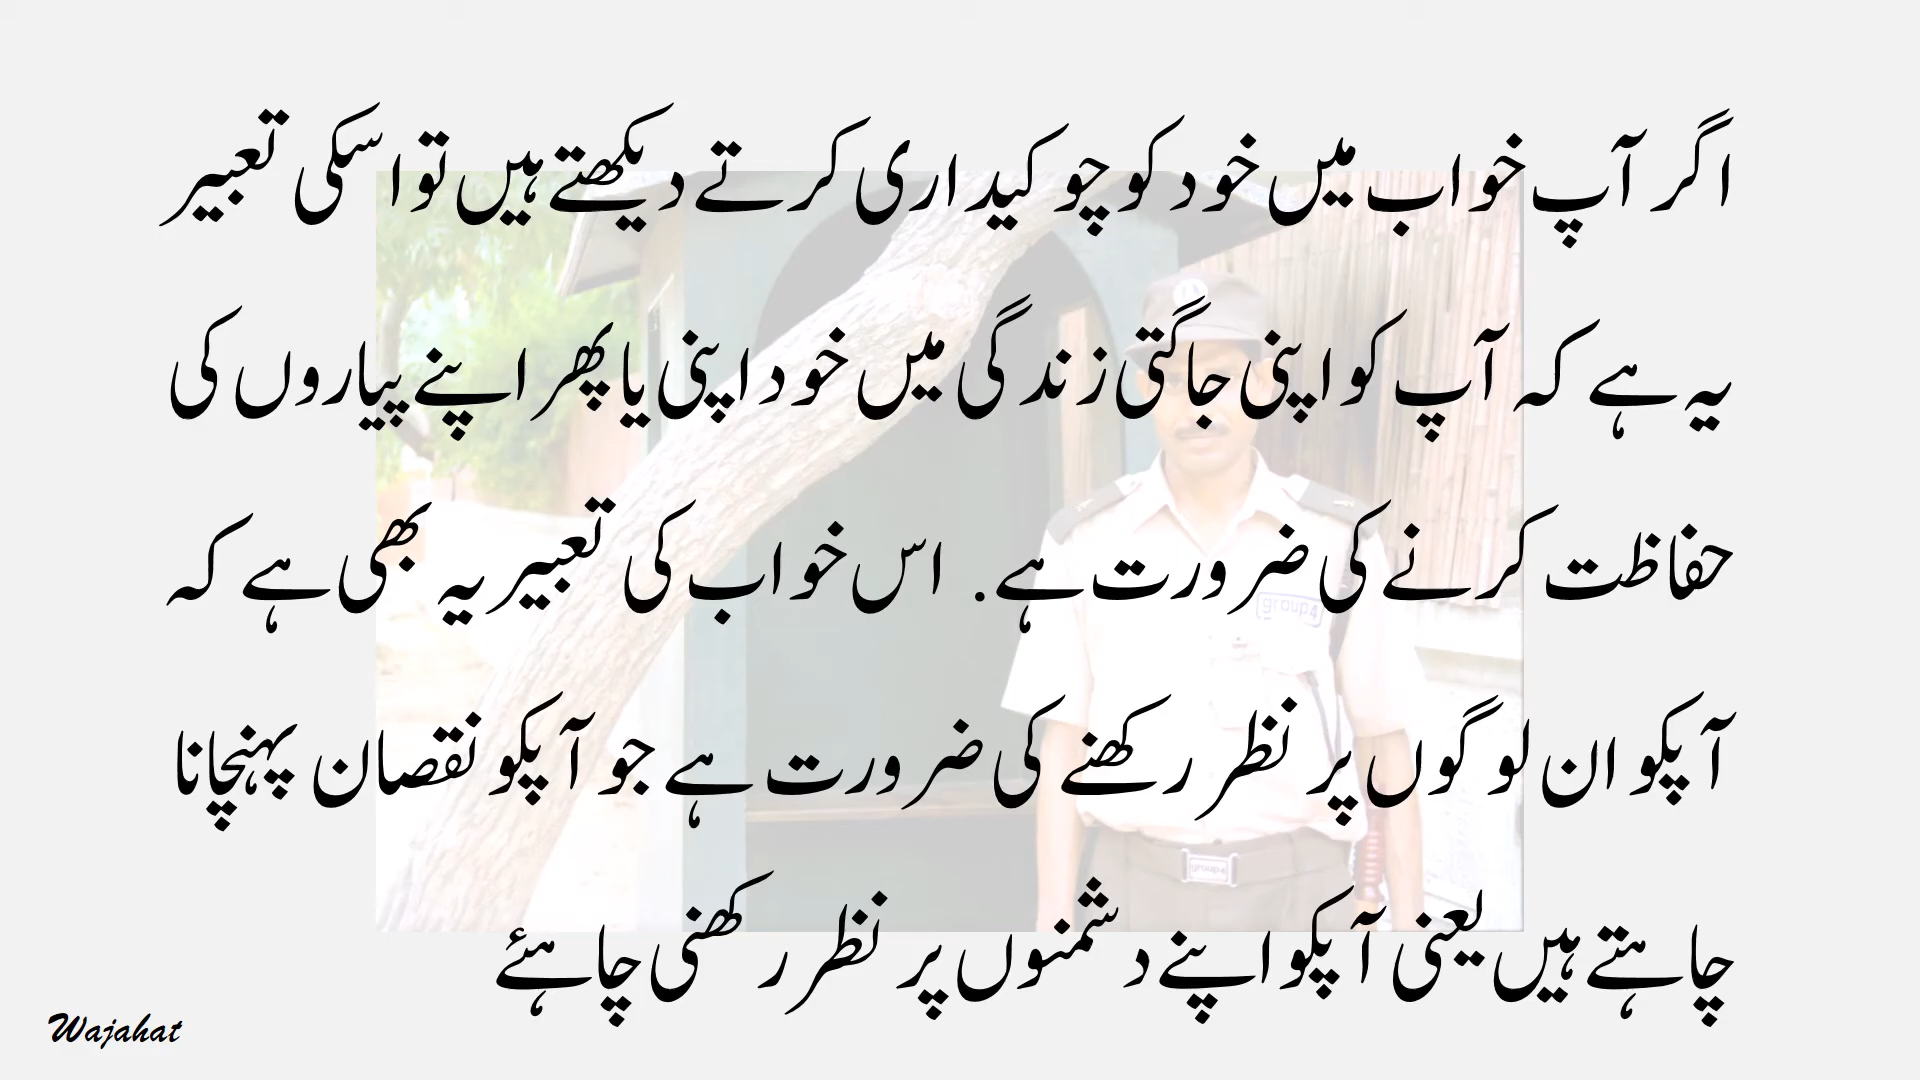 اگر آپ خواب میں خود کو چوکیداری کرتے دیکھتے ہیں تو اسکی تعبیر
یہ ہے کہ آپ کو اپنی جاگتی زندگی میں خود اپنی یا پھر اپنے پیاروں کی
حفاظت کرنے کی ضرورت ہے. اس خواب کی تعبیر یہ بھی ہے کہ
آپکو ان لوگوں پر نظر رکھنے کی ضرورت ہے جو آپکو نقصان پہنچانا
چاہتے ہیں یعنی آپکو اپنے دشمنوں پر نظر رکھنی چاہئے
group4
group4
Wajahat